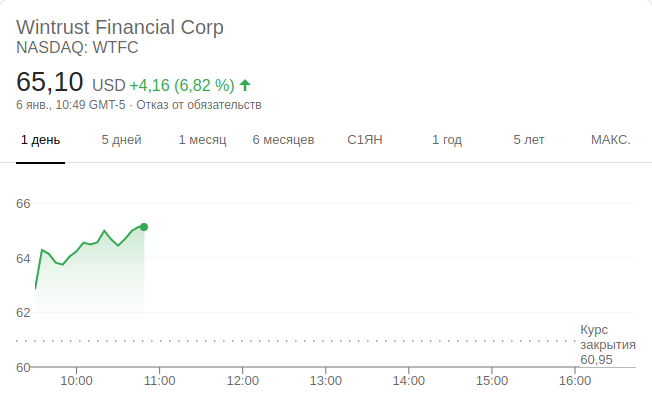 Wintrust Financial Corp
NASDAQ: WTFC
65,10 USD +4,16 (6,82 %) ↑
6 янв., 10:49 GMT-5 · Отказ от обязательств
1 день 5 дней 1 месяц 6 месяцев С1ЯН 1 год 5 лет МАКС.
66
64
62
Курс
закрытия
60,95
60
10:00 11:00 12:00 13:00 14:00 15:00 16:00